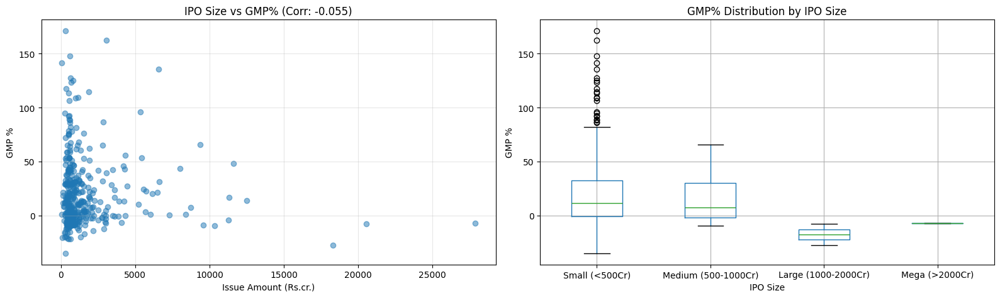 IPO Size vs GMP% (Corr: -0.055)
GMP %
150
100
50
0
0 5000 10000 15000 20000 25000
Issue Amount (Rs.cr.)
GMP% Distribution by IPO Size
GMP %
150
100
50
0
Small (<500Cr) Medium (500-1000Cr) Large (1000-2000Cr) Mega (>2000Cr)
IPO Size